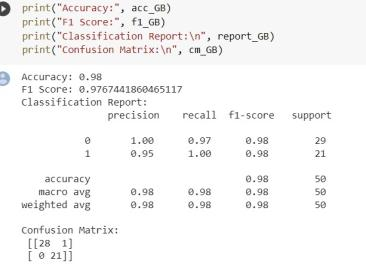 print("Accuracy:", acc_GB)
print("F1 Score:", f1_GB)
print("Classification Report:\n", report_GB)
print("Confusion Matrix:\n", cm_GB)
Accuracy: 0.98
F1 Score: 0.9767441860465117
Classification Report:
precision recall f1-score support
0 1.00 0.97 0.98 29
1 0.95 1.00 0.98 21
accuracy 0.98 50
macro avg 0.98 0.98 0.98 50
weighted avg 0.98 0.98 0.98 50
Confusion Matrix:
[[28 1]
[ 0 21]]